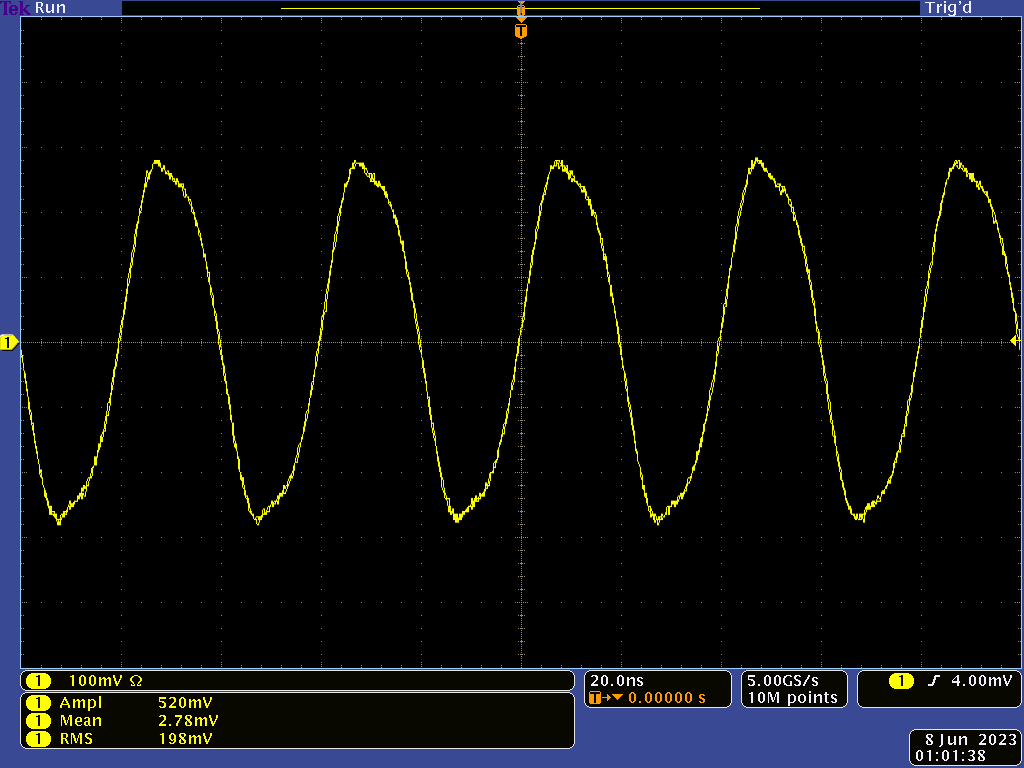 Tek Run Trig'd
T
T
1
1 100mV Ω
1 Ampl 520mV
1 Mean 2.78mV
1 RMS 198mV
20.0ns
T→▼0.00000 s
5.00GS/s
10M points
1 ʃ 4.00mV
8 Jun 2023
01:01:38